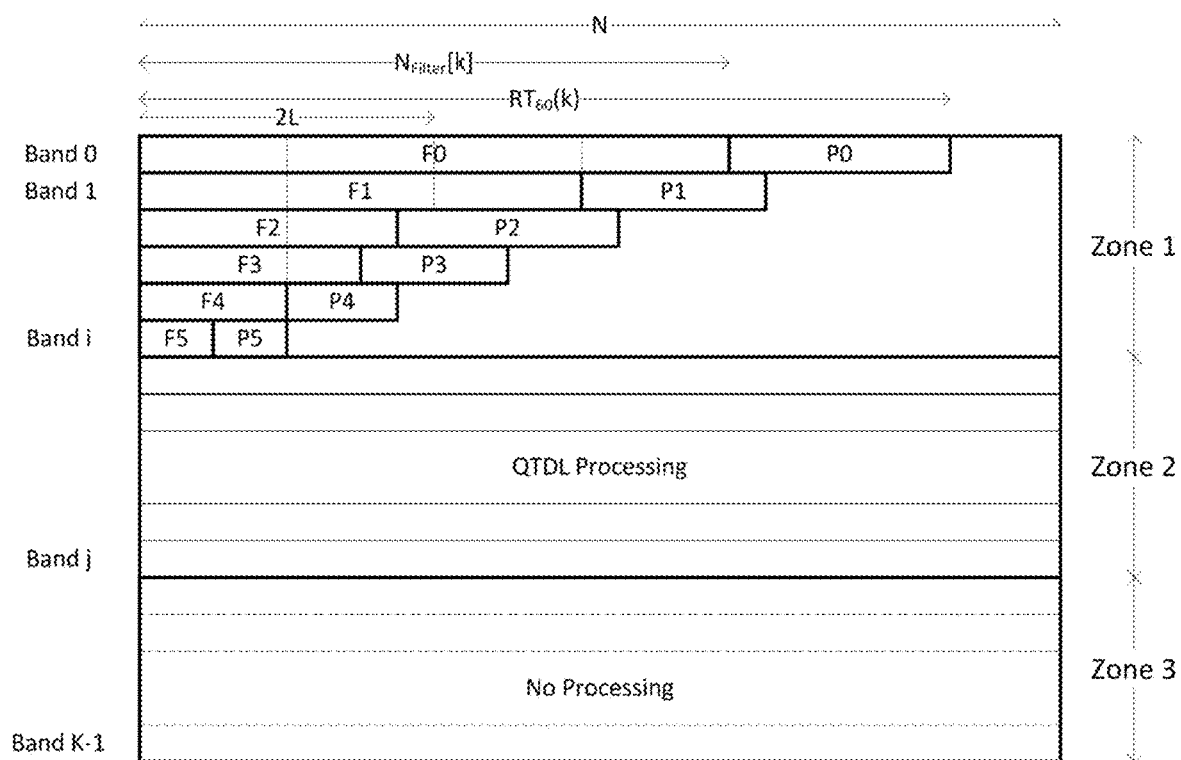 N
N_Filter[k]
RT_60(k)
2L
Band 0 F0 P0
Band 1 F1 P1
F2 P2
Zone 1
F3 P3
F4 P4
Band i F5 P5
QTDL Processing Zone 2
Band j
Zone 3
No Processing
Band K-1